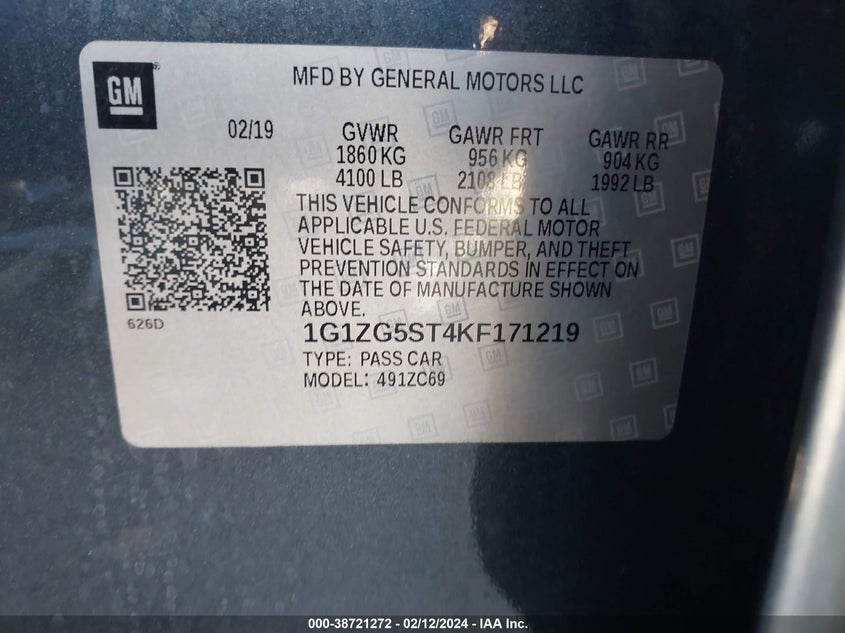 GM
MFD BY GENERAL MOTORS LLC
02/19 GVWR GAWR FRT GAWR RR
1860 KG 956 KG 904 KG
4100 LB 2108 LB 1992 LB
THIS VEHICLE CONFORMS TO ALL
APPLICABLE U.S. FEDERAL MOTOR
VEHICLE SAFETY, BUMPER, AND THEFT
PREVENTION STANDARDS IN EFFECT ON
THE DATE OF MANUFACTURE SHOWN
ABOVE.
626D
1G1ZG5ST4KF171219
TYPE: PASS CAR
MODEL: 491ZC69
000-38721272 - 02/12/2024 - IAA Inc.